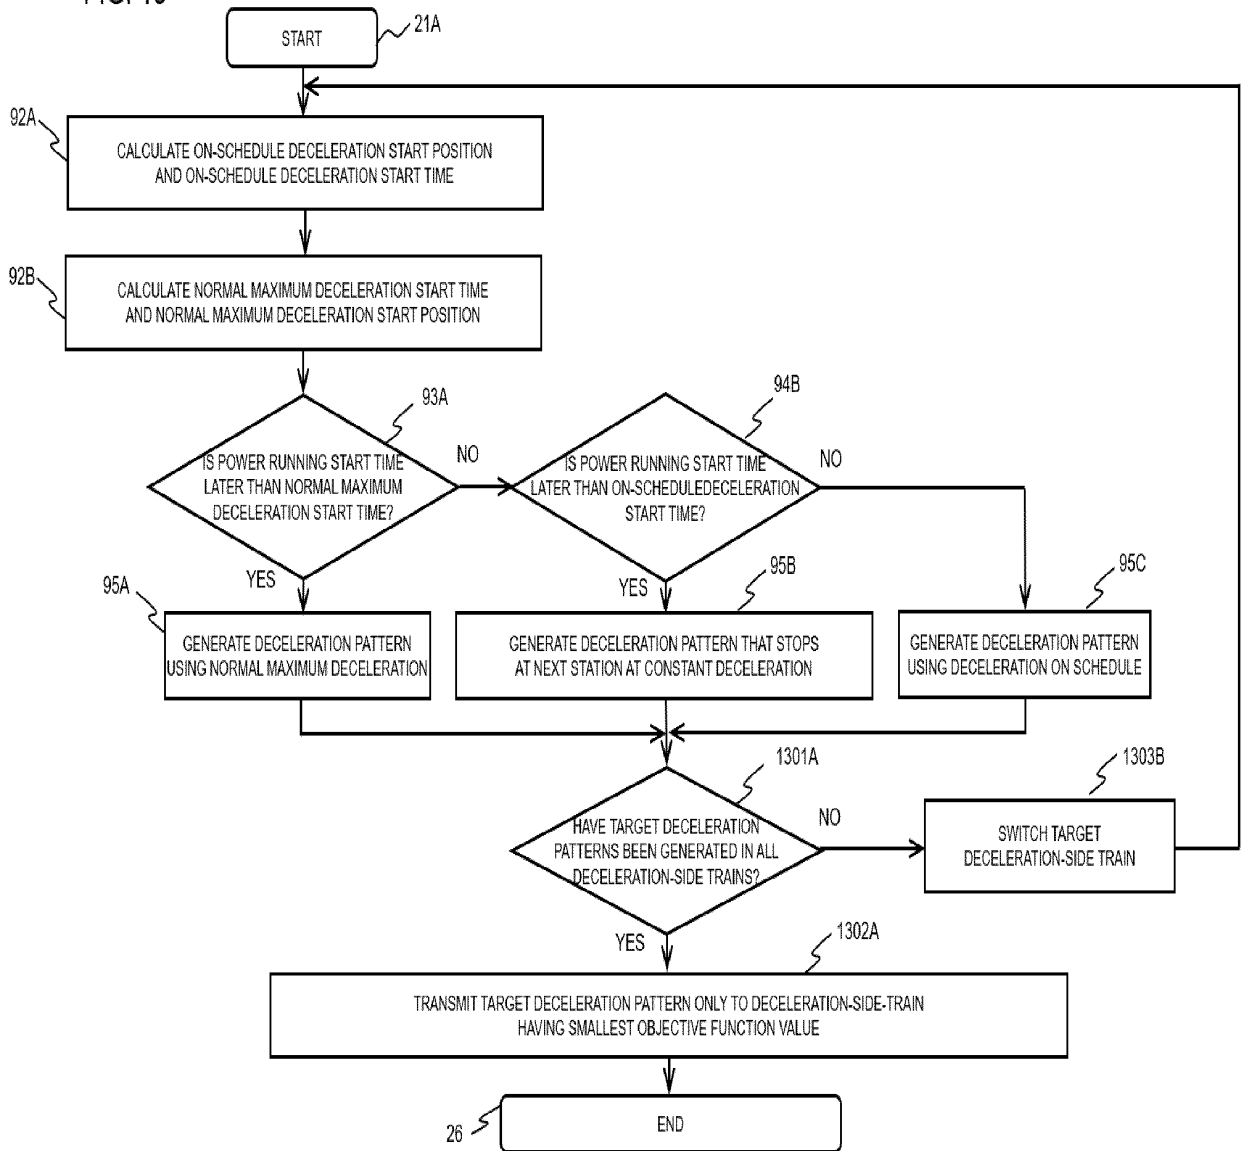 START
21A
92A
CALCULATE ON-SCHEDULE DECELERATION START POSITION
AND ON-SCHEDULE DECELERATION START TIME
92B
CALCULATE NORMAL MAXIMUM DECELERATION START TIME
AND NORMAL MAXIMUM DECELERATION START POSITION
93A
IS POWER RUNNING START TIME
LATER THAN NORMAL MAXIMUM
DECELERATION START TIME?
NO
94B
IS POWER RUNNING START TIME
LATER THAN ON-SCHEDULEDECELERATION
START TIME?
NO
YES
YES
95A
GENERATE DECELERATION PATTERN
USING NORMAL MAXIMUM DECELERATION
95B
GENERATE DECELERATION PATTERN THAT STOPS
AT NEXT STATION AT CONSTANT DECELERATION
95C
GENERATE DECELERATION PATTERN
USING DECELERATION ON SCHEDULE
1301A
HAVE TARGET DECELERATION
PATTERNS BEEN GENERATED IN ALL
DECELERATION-SIDE TRAINS?
NO
1303B
SWITCH TARGET
DECELERATION-SIDE TRAIN
YES
1302A
TRANSMIT TARGET DECELERATION PATTERN ONLY TO DECELERATION-SIDE-TRAIN
HAVING SMALLEST OBJECTIVE FUNCTION VALUE
26
END